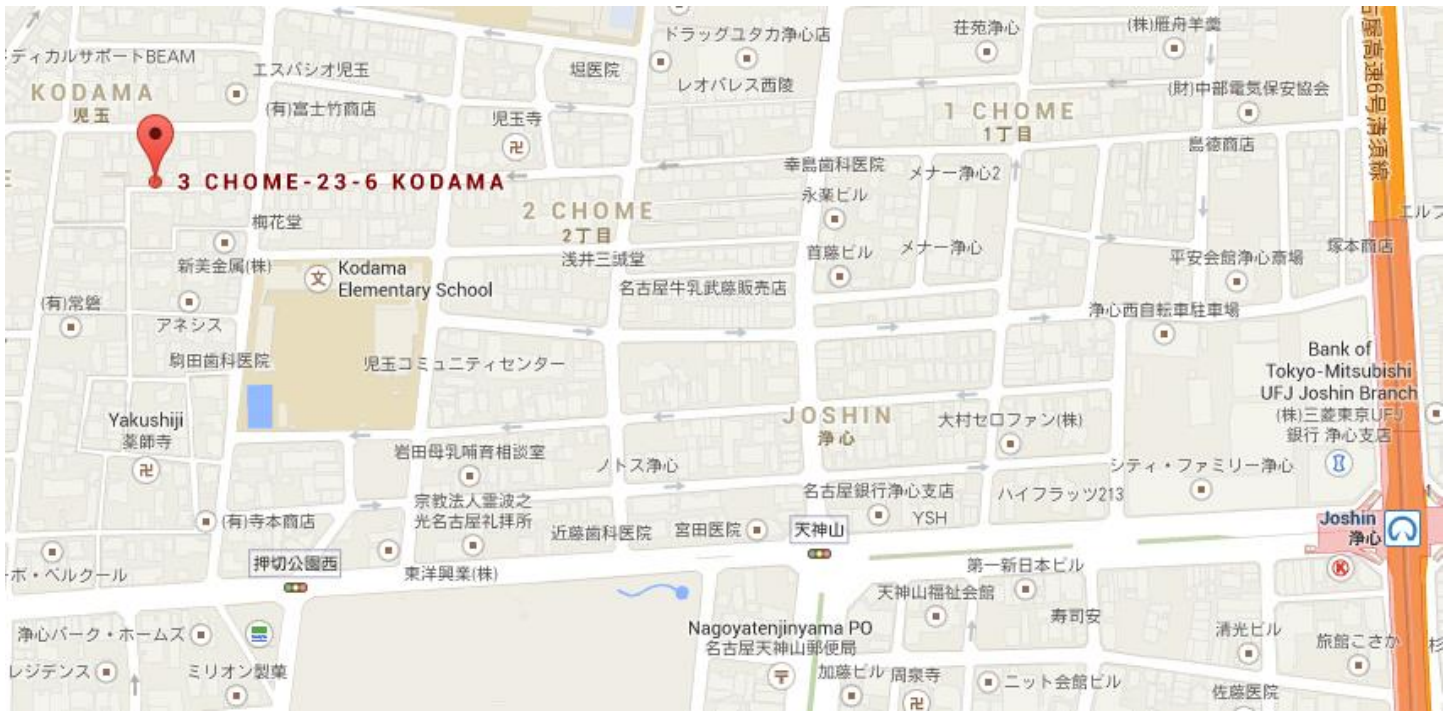 ドラッグユタカ浄心店
荘苑浄心
(株)雁舟羊羹
ディカルサポートBEAM
エスパシオ児玉
堀医院
レオパレス西陵
(財)中部電気保安協会
KODAMA
児玉
(有)富士竹商店
児玉寺
1 CHOME
1丁目
島徳商店
古屋高速6号清須線
幸島歯科医院
メナー浄心2
3 CHOME-23-6 KODAMA
永楽ビル
2 CHOME
2丁目
梅花堂
エルフ
首藤ビル
メナー浄心
塚本商店
浅井三誠堂
平安会館浄心斎場
新美金属(株)
文
Kodama
Elementary School
名古屋牛乳武藤販売店
(有)常磐
アネシス
浄心西自転車駐車場
駒田歯科医院
児玉コミュニティセンター
Bank of
Tokyo-Mitsubishi
UFJ Joshin Branch
(株)三菱東京UFJ
銀行 浄心支店
Yakushiji
薬師寺
JOSHIN
浄心
大村セロファン(株)
岩田母乳哺育相談室
ノトス浄心
シティ・ファミリー浄心
名古屋銀行浄心支店
ハイフラッツ213
宗教法人霊波之
光名古屋礼拝所
(有)寺本商店
近藤歯科医院
宮田医院
天神山
YSH
Joshin
浄心
押切公園西
ーボ・ベルクール
東洋興業(株)
第一新日本ビル
K
天神山福祉会館
寿司安
浄心パーク・ホームズ
Nagoyatenjinyama PO
名古屋天神山郵便局
清光ビル
旅館こさか
杉
レジデンス
ミリオン製菓
加藤ビル
周泉寺
ニット会館ビル
佐藤医院